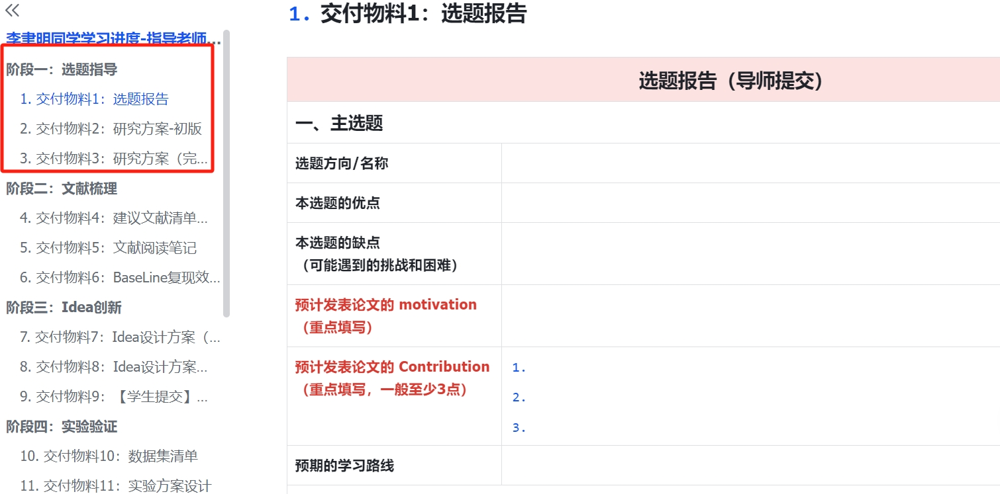 李聿明同学学习进度-指导老师...
阶段一：选题指导
1. 交付物料1：选题报告
2. 交付物料2：研究方案-初版
3. 交付物料3：研究方案（完...
阶段二：文献梳理
4. 交付物料4：建议文献清单...
5. 交付物料5：文献阅读笔记
6. 交付物料6：BaseLine复现效...
阶段三：Idea创新
7. 交付物料7：Idea设计方案（...
8. 交付物料8：Idea设计方案...
9. 交付物料9：【学生提交】...
阶段四：实验验证
10. 交付物料10：数据集清单
11. 交付物料11：实验方案设计
1. 交付物料1：选题报告
选题报告（导师提交）
一、主选题
选题方向/名称
本选题的优点
本选题的缺点
（可能遇到的挑战和困难）
预计发表论文的 motivation
（重点填写）
预计发表论文的 Contribution
（重点填写，一般至少3点）
1.
2.
3.
预期的学习路线